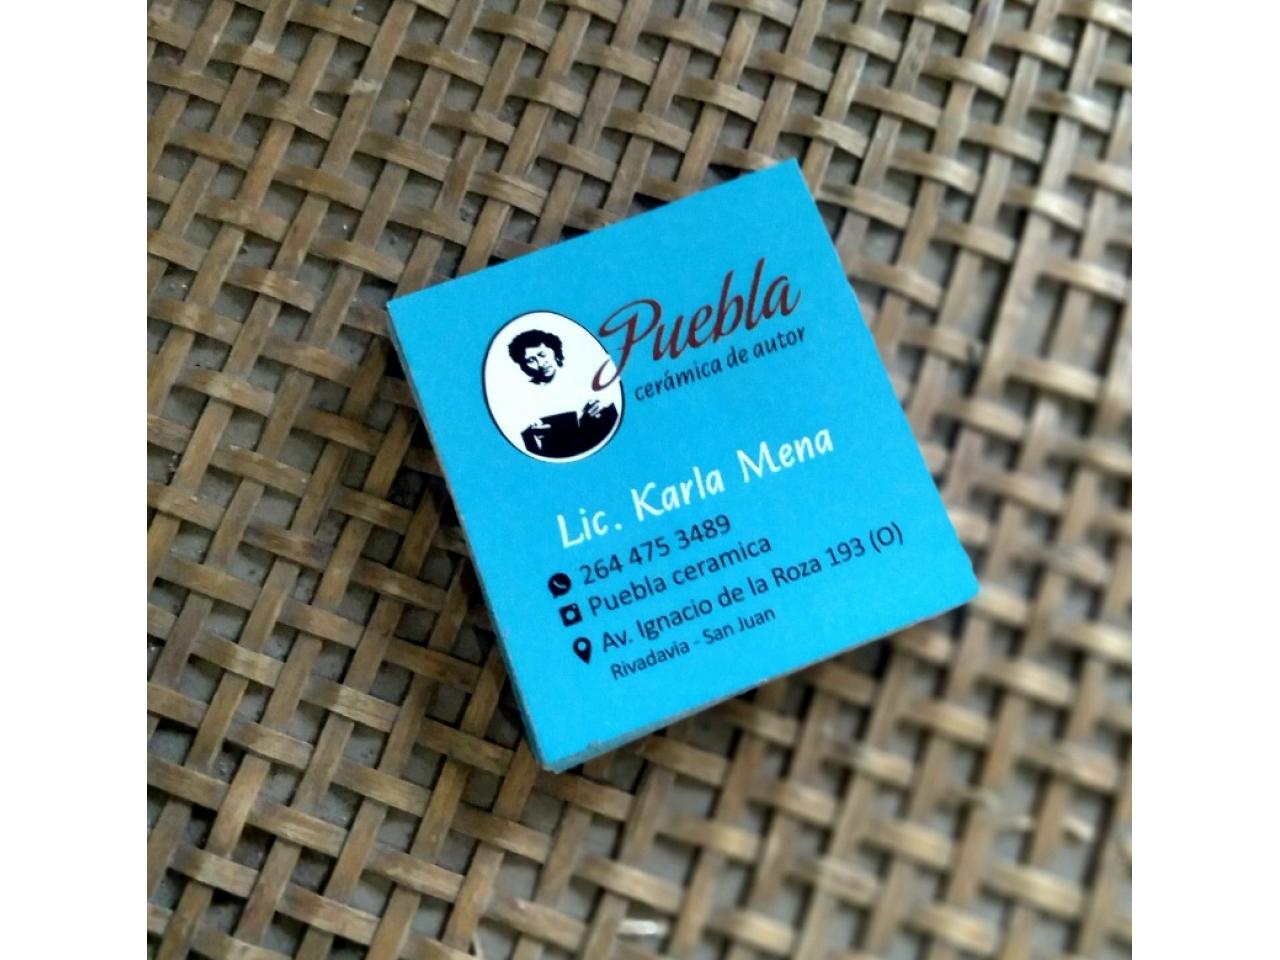 Puebla
cerámica de autor
Lic. Karla Mena
264 475 3489
Puebla ceramica
Av. Ignacio de la Roza 193 (O)
Rivadavia - San Juan